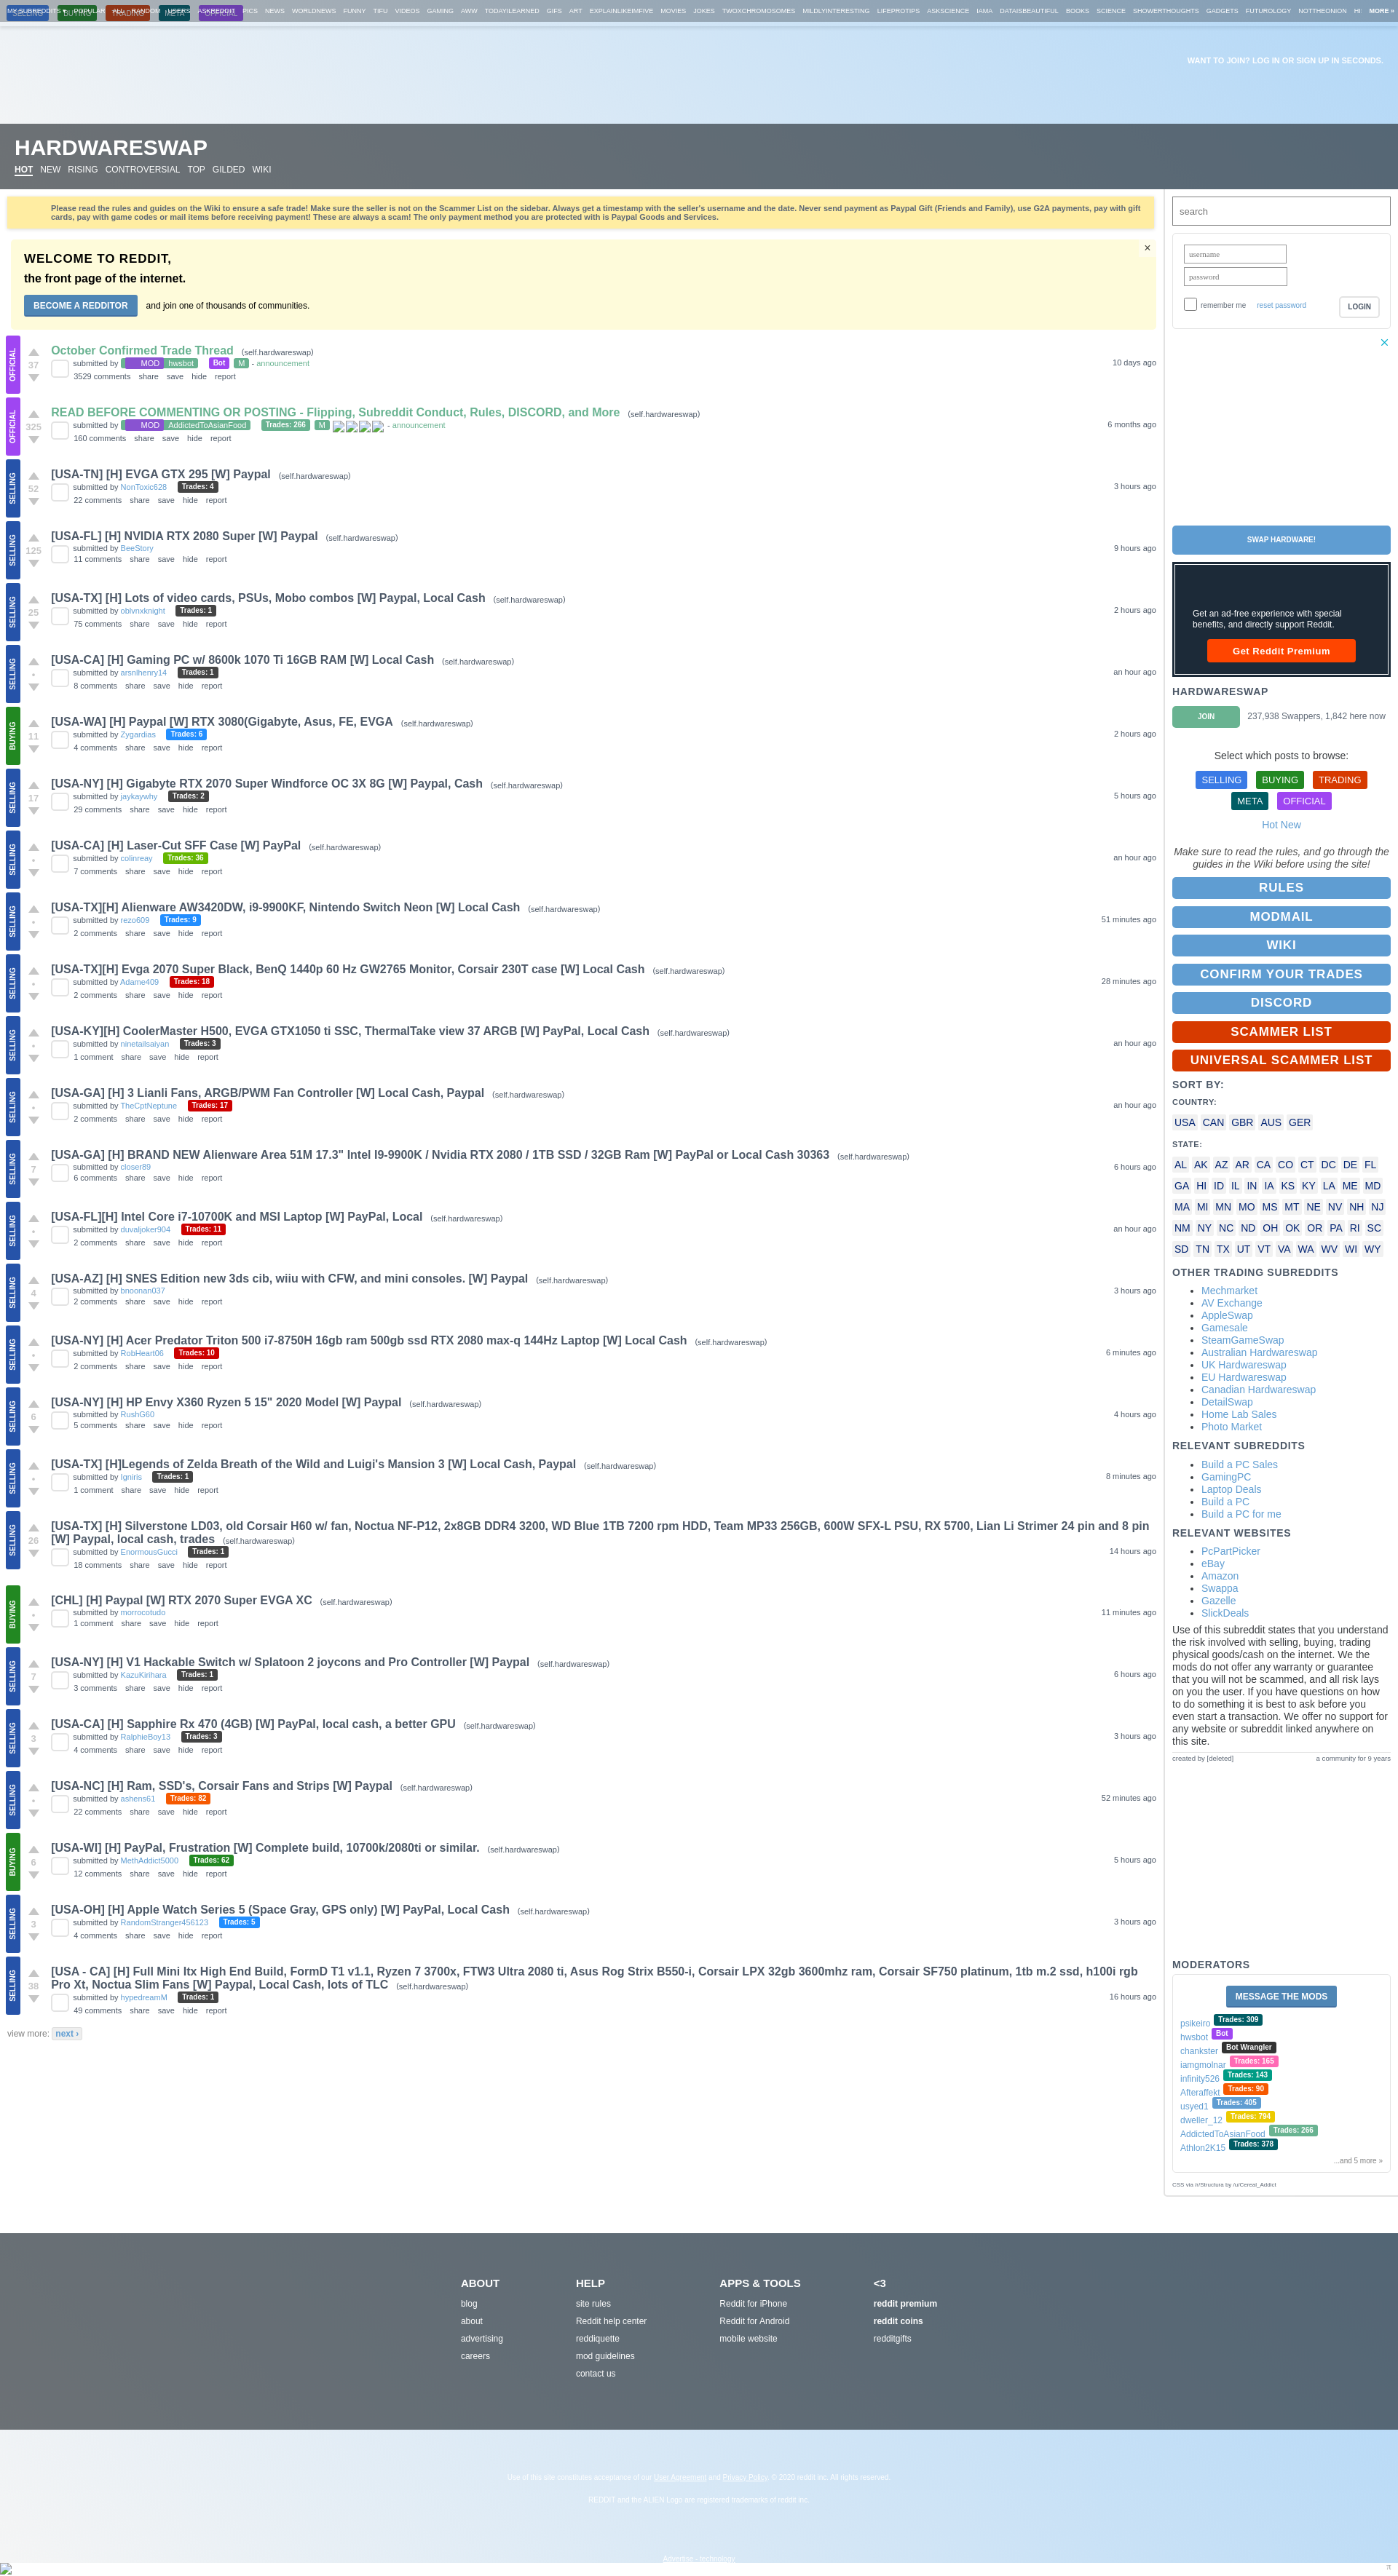 MY SUBREDDITS POPULAR ALL RANDOM USERS ASKREDDIT PICS NEWS WORLDNEWS FUNNY TIFU VIDEOS GAMING AWW TODAYILEARNED GIFS ART EXPLAINLIKEIMFIVE MOVIES JOKES TWOXCHROMOSOMES MILDLYINTERESTING LIFEPROTIPS ASKSCIENCE IAMA DATAISBEAUTIFUL BOOKS SCIENCE SHOWERTHOUGHTS GADGETS FUTUROLOGY NOTTHEONION MORE »
SELLING BUYING TRADING META OFFICIAL
WANT TO JOIN? LOG IN OR SIGN UP IN SECONDS.
HARDWARESWAP
HOT NEW RISING CONTROVERSIAL TOP GILDED WIKI
Please read the rules and guides on the Wiki to ensure a safe trade! Make sure the seller is not on the Scammer List on the sidebar. Always get a timestamp with the seller's username and the date. Never send payment as Paypal Gift (Friends and Family), use G2A payments, pay with gift
cards, pay with game codes or mail items before receiving payment! These are always a scam! The only payment method you are protected with is Paypal Goods and Services.
WELCOME TO REDDIT,
×
the front page of the internet.
BECOME A REDDITOR and join one of thousands of communities.
OFFICIAL
37
October Confirmed Trade Thread (self.hardwareswap)
submitted by MOD hwsbot Bot M - announcement
10 days ago
3529 comments share save hide report
OFFICIAL
325
READ BEFORE COMMENTING OR POSTING - Flipping, Subreddit Conduct, Rules, DISCORD, and More (self.hardwareswap)
submitted by MOD AddictedToAsianFood Trades: 266 M - announcement
6 months ago
160 comments share save hide report
SELLING
52
[USA-TN] [H] EVGA GTX 295 [W] Paypal (self.hardwareswap)
submitted by NonToxic628 Trades: 4
3 hours ago
22 comments share save hide report
SELLING
125
[USA-FL] [H] NVIDIA RTX 2080 Super [W] Paypal (self.hardwareswap)
submitted by BeeStory
9 hours ago
11 comments share save hide report
SELLING
25
[USA-TX] [H] Lots of video cards, PSUs, Mobo combos [W] Paypal, Local Cash (self.hardwareswap)
submitted by oblvnxknight Trades: 1
2 hours ago
75 comments share save hide report
SELLING
•
[USA-CA] [H] Gaming PC w/ 8600k 1070 Ti 16GB RAM [W] Local Cash (self.hardwareswap)
submitted by arsnlhenry14 Trades: 1
an hour ago
8 comments share save hide report
BUYING
11
[USA-WA] [H] Paypal [W] RTX 3080(Gigabyte, Asus, FE, EVGA (self.hardwareswap)
submitted by Zygardias Trades: 6
2 hours ago
4 comments share save hide report
SELLING
17
[USA-NY] [H] Gigabyte RTX 2070 Super Windforce OC 3X 8G [W] Paypal, Cash (self.hardwareswap)
submitted by jaykaywhy Trades: 2
5 hours ago
29 comments share save hide report
SELLING
•
[USA-CA] [H] Laser-Cut SFF Case [W] PayPal (self.hardwareswap)
submitted by colinreay Trades: 36
an hour ago
7 comments share save hide report
SELLING
•
[USA-TX][H] Alienware AW3420DW, i9-9900KF, Nintendo Switch Neon [W] Local Cash (self.hardwareswap)
submitted by rezo609 Trades: 9
51 minutes ago
2 comments share save hide report
SELLING
•
[USA-TX][H] Evga 2070 Super Black, BenQ 1440p 60 Hz GW2765 Monitor, Corsair 230T case [W] Local Cash (self.hardwareswap)
submitted by Adame409 Trades: 18
28 minutes ago
2 comments share save hide report
SELLING
•
[USA-KY][H] CoolerMaster H500, EVGA GTX1050 ti SSC, ThermalTake view 37 ARGB [W] PayPal, Local Cash (self.hardwareswap)
submitted by ninetailsaiyan Trades: 3
an hour ago
1 comment share save hide report
SELLING
•
[USA-GA] [H] 3 Lianli Fans, ARGB/PWM Fan Controller [W] Local Cash, Paypal (self.hardwareswap)
submitted by TheCptNeptune Trades: 17
an hour ago
2 comments share save hide report
SELLING
7
[USA-GA] [H] BRAND NEW Alienware Area 51M 17.3" Intel I9-9900K / Nvidia RTX 2080 / 1TB SSD / 32GB Ram [W] PayPal or Local Cash 30363 (self.hardwareswap)
submitted by closer89
6 hours ago
6 comments share save hide report
SELLING
•
[USA-FL][H] Intel Core i7-10700K and MSI Laptop [W] PayPal, Local (self.hardwareswap)
submitted by duvaljoker904 Trades: 11
an hour ago
2 comments share save hide report
SELLING
4
[USA-AZ] [H] SNES Edition new 3ds cib, wiiu with CFW, and mini consoles. [W] Paypal (self.hardwareswap)
submitted by bnoonan037
3 hours ago
2 comments share save hide report
SELLING
•
[USA-NY] [H] Acer Predator Triton 500 i7-8750H 16gb ram 500gb ssd RTX 2080 max-q 144Hz Laptop [W] Local Cash (self.hardwareswap)
submitted by RobHeart06 Trades: 10
6 minutes ago
2 comments share save hide report
SELLING
6
[USA-NY] [H] HP Envy X360 Ryzen 5 15" 2020 Model [W] Paypal (self.hardwareswap)
submitted by RushG60
4 hours ago
5 comments share save hide report
SELLING
•
[USA-TX] [H]Legends of Zelda Breath of the Wild and Luigi's Mansion 3 [W] Local Cash, Paypal (self.hardwareswap)
submitted by Igniris Trades: 1
8 minutes ago
1 comment share save hide report
SELLING
26
[USA-TX] [H] Silverstone LD03, old Corsair H60 w/ fan, Noctua NF-P12, 2x8GB DDR4 3200, WD Blue 1TB 7200 rpm HDD, Team MP33 256GB, 600W SFX-L PSU, RX 5700, Lian Li Strimer 24 pin and 8 pin
[W] Paypal, local cash, trades (self.hardwareswap)
submitted by EnormousGucci Trades: 1
14 hours ago
18 comments share save hide report
BUYING
•
[CHL] [H] Paypal [W] RTX 2070 Super EVGA XC (self.hardwareswap)
submitted by morrocotudo
11 minutes ago
1 comment share save hide report
SELLING
7
[USA-NY] [H] V1 Hackable Switch w/ Splatoon 2 joycons and Pro Controller [W] Paypal (self.hardwareswap)
submitted by KazuKirihara Trades: 1
6 hours ago
3 comments share save hide report
SELLING
3
[USA-CA] [H] Sapphire Rx 470 (4GB) [W] PayPal, local cash, a better GPU (self.hardwareswap)
submitted by RalphieBoy13 Trades: 3
3 hours ago
4 comments share save hide report
SELLING
•
[USA-NC] [H] Ram, SSD's, Corsair Fans and Strips [W] Paypal (self.hardwareswap)
submitted by ashens61 Trades: 82
52 minutes ago
22 comments share save hide report
BUYING
6
[USA-WI] [H] PayPal, Frustration [W] Complete build, 10700k/2080ti or similar. (self.hardwareswap)
submitted by MethAddict5000 Trades: 62
5 hours ago
12 comments share save hide report
SELLING
3
[USA-OH] [H] Apple Watch Series 5 (Space Gray, GPS only) [W] PayPal, Local Cash (self.hardwareswap)
submitted by RandomStranger456123 Trades: 5
3 hours ago
4 comments share save hide report
SELLING
38
[USA - CA] [H] Full Mini Itx High End Build, FormD T1 v1.1, Ryzen 7 3700x, FTW3 Ultra 2080 ti, Asus Rog Strix B550-i, Corsair LPX 32gb 3600mhz ram, Corsair SF750 platinum, 1tb m.2 ssd, h100i rgb
Pro Xt, Noctua Slim Fans [W] Paypal, Local Cash, lots of TLC (self.hardwareswap)
submitted by hypedreamM Trades: 1
16 hours ago
49 comments share save hide report
view more: next ›
search
username
password
remember me reset password LOGIN
✕
SWAP HARDWARE!
Get an ad-free experience with special
benefits, and directly support Reddit.
Get Reddit Premium
HARDWARESWAP
JOIN 237,938 Swappers, 1,842 here now
Select which posts to browse:
SELLING BUYING TRADING
META OFFICIAL
Hot New
Make sure to read the rules, and go through the
guides in the Wiki before using the site!
RULES
MODMAIL
WIKI
CONFIRM YOUR TRADES
DISCORD
SCAMMER LIST
UNIVERSAL SCAMMER LIST
SORT BY:
COUNTRY:
USA CAN GBR AUS GER
STATE:
AL AK AZ AR CA CO CT DC DE FL
GA HI ID IL IN IA KS KY LA ME MD
MA MI MN MO MS MT NE NV NH NJ
NM NY NC ND OH OK OR PA RI SC
SD TN TX UT VT VA WA WV WI WY
OTHER TRADING SUBREDDITS
• Mechmarket
• AV Exchange
• AppleSwap
• Gamesale
• SteamGameSwap
• Australian Hardwareswap
• UK Hardwareswap
• EU Hardwareswap
• Canadian Hardwareswap
• DetailSwap
• Home Lab Sales
• Photo Market
RELEVANT SUBREDDITS
• Build a PC Sales
• GamingPC
• Laptop Deals
• Build a PC
• Build a PC for me
RELEVANT WEBSITES
• PcPartPicker
• eBay
• Amazon
• Swappa
• Gazelle
• SlickDeals
Use of this subreddit states that you understand
the risk involved with selling, buying, trading
physical goods/cash on the internet. We the
mods do not offer any warranty or guarantee
that you will not be scammed, and all risk lays
on you the user. If you have questions on how
to do something it is best to ask before you
even start a transaction. We offer no support for
any website or subreddit linked anywhere on
this site.
created by [deleted] a community for 9 years
MODERATORS
MESSAGE THE MODS
psikeiro Trades: 309
hwsbot Bot
chankster Bot Wrangler
iamgmolnar Trades: 165
infinity526 Trades: 143
Afteraffekt Trades: 90
usyed1 Trades: 405
dweller_12 Trades: 794
AddictedToAsianFood Trades: 266
Athlon2K15 Trades: 378
...and 5 more »
CSS via /r/Structura by /u/Cereal_Addict
ABOUT
blog
about
advertising
careers
HELP
site rules
Reddit help center
reddiquette
mod guidelines
contact us
APPS & TOOLS
Reddit for iPhone
Reddit for Android
mobile website
<3
reddit premium
reddit coins
redditgifts
Use of this site constitutes acceptance of our User Agreement and Privacy Policy. © 2020 reddit inc. All rights reserved.
REDDIT and the ALIEN Logo are registered trademarks of reddit inc.
Advertise - technology
π